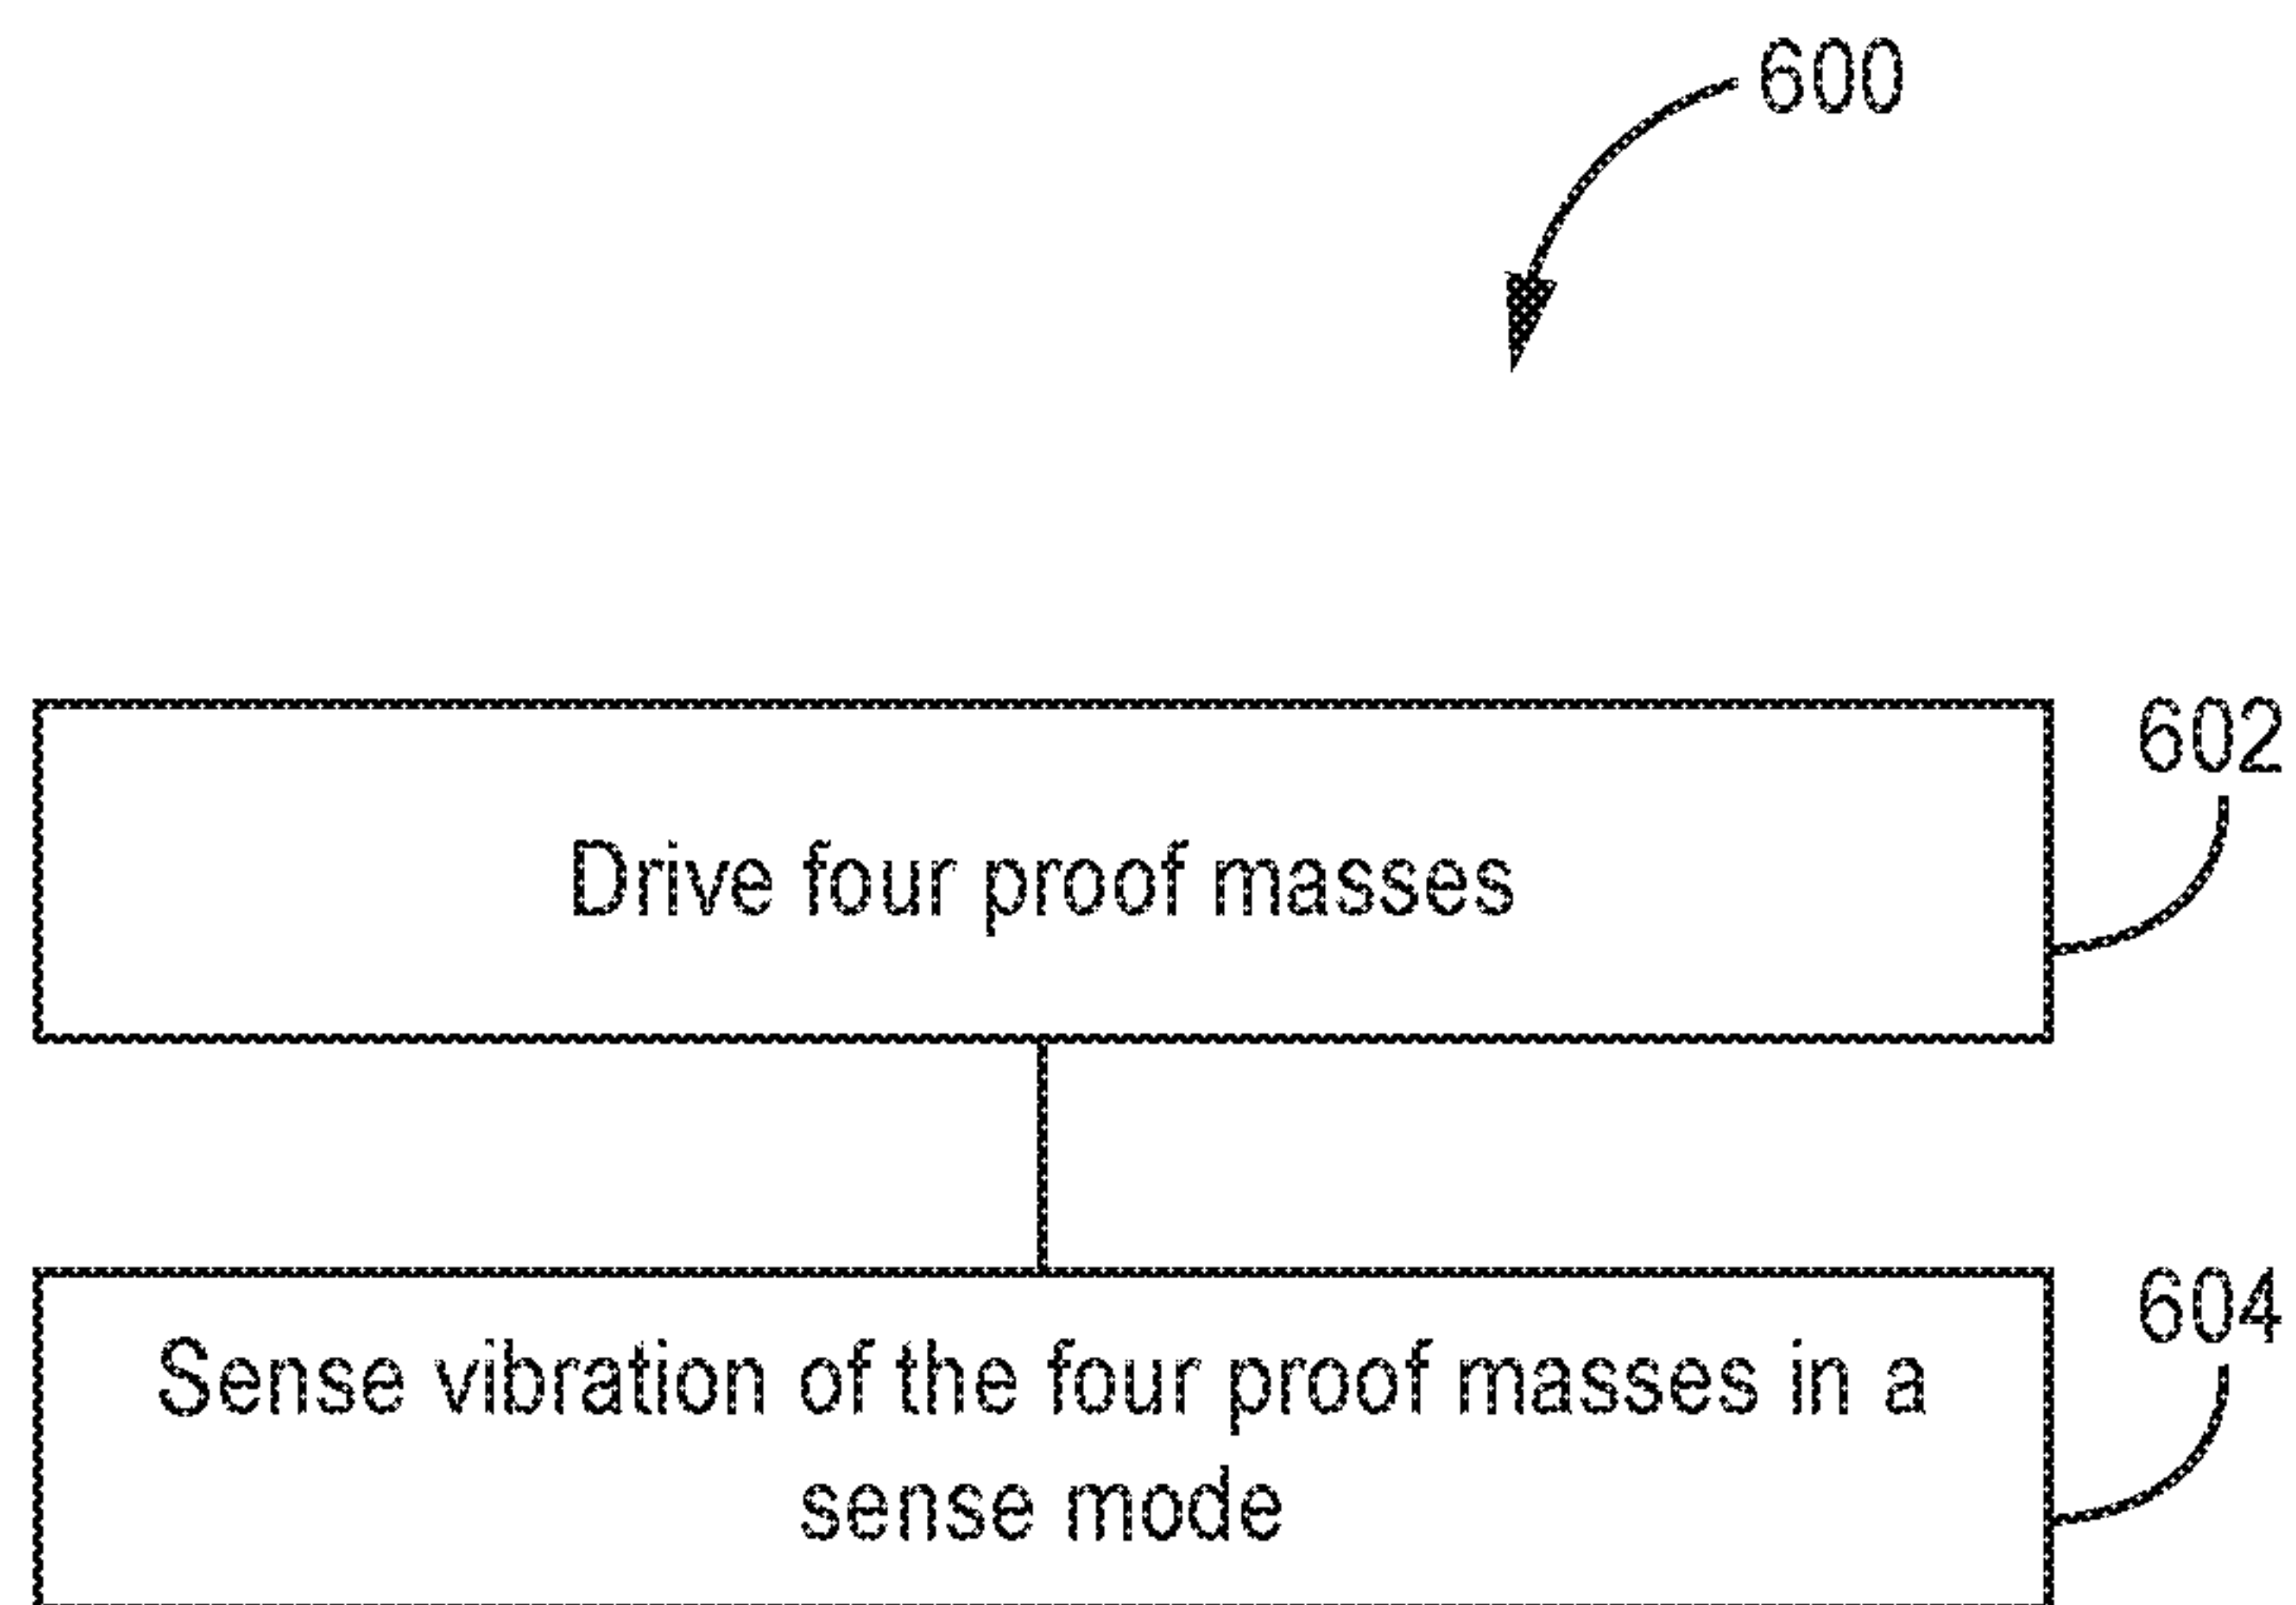 600
602
Drive four proof masses
604
Sense vibration of the four proof masses in a
sense mode